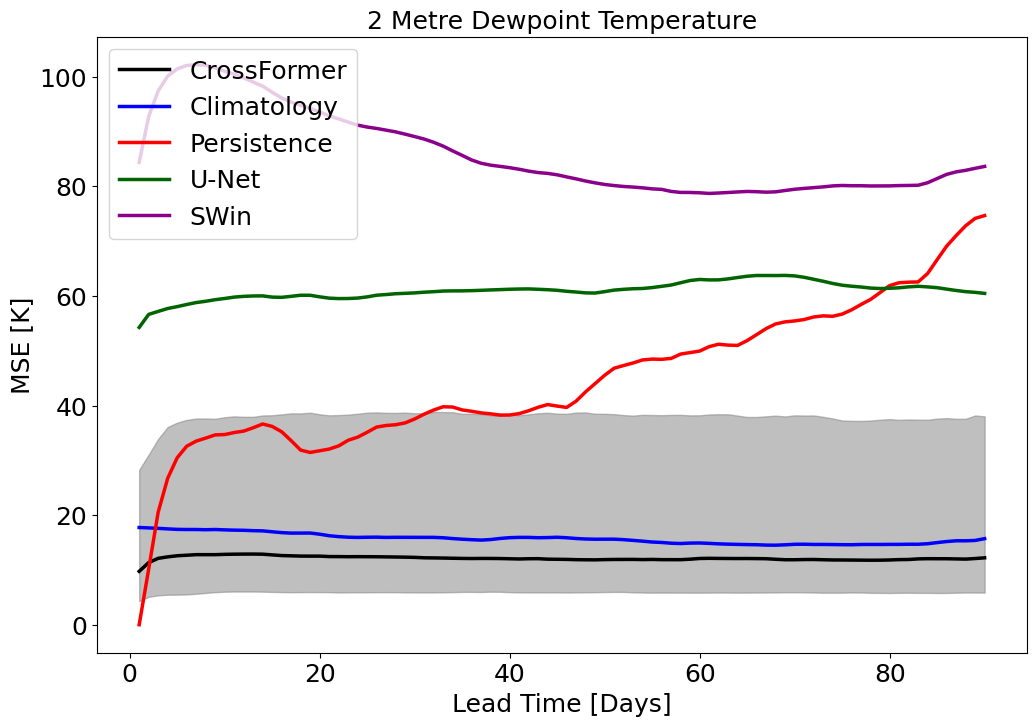 2 Metre Dewpoint Temperature
CrossFormer
Climatology
Persistence
U-Net
SWin
MSE [K]
100
80
60
40
20
0
0 20 40 60 80
Lead Time [Days]